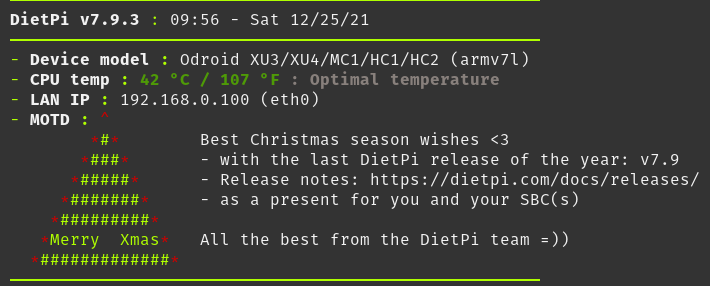 DietPi v7.9.3 : 09:56 - Sat 12/25/21
- Device model : Odroid XU3/XU4/MC1/HC1/HC2 (armv7l)
- CPU temp : 42 °C / 107 °F : Optimal temperature
- LAN IP : 192.168.0.100 (eth0)
- MOTD : ^
*#* Best Christmas season wishes <3
*###* - with the last DietPi release of the year: v7.9
*#####* - Release notes: https://dietpi.com/docs/releases/
*#######* - as a present for you and your SBC(s)
*#########*
*Merry  Xmas* All the best from the DietPi team =))
*#############*